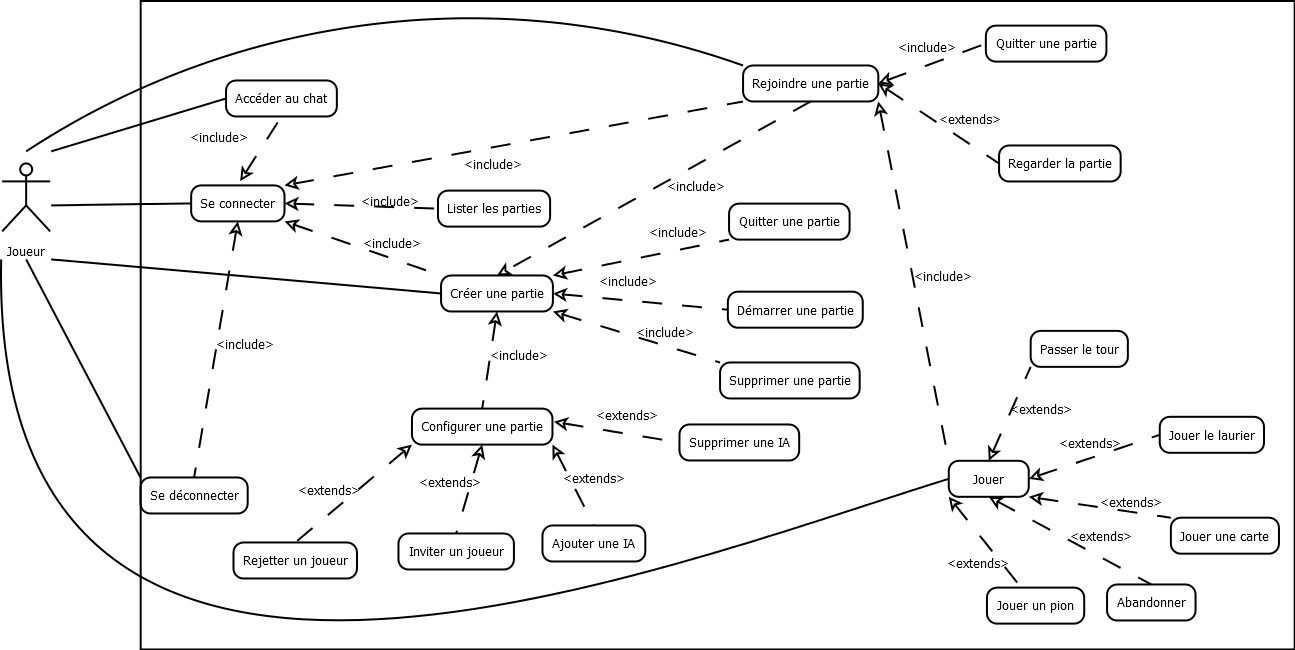 Quitter une partie
<include>
Rejoindre une partie
Accéder au chat
<extends>
<include>
<include>
Regarder la partie
<include>
Se connecter
<include>
Lister les parties
Quitter une partie
<include>
<include>
Joueur
<include>
<include>
Créer une partie
Démarrer une partie
<include>
<include>
<include>
Passer le tour
Supprimer une partie
<extends>
<extends>
Configurer une partie
Jouer le laurier
Supprimer une IA
<extends>
<extends>
<extends>
<extends>
Jouer
Se déconnecter
<extends>
Jouer une carte
<extends>
Rejetter un joueur
Inviter un joueur
Ajouter une IA
<extends>
Jouer un pion
Abandonner